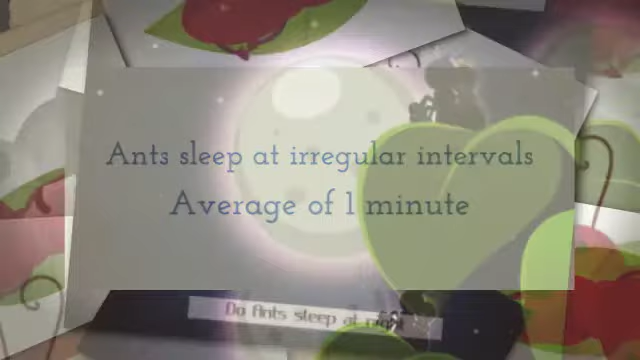 Ants sleep at irregular intervals
Average of 1 minute
Do Ants sleep at